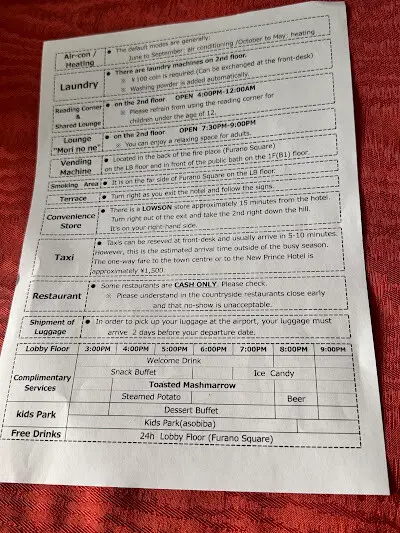 Air-con / Heating
● The default modes are generally:
June to September: air conditioning /October to May: heating
Laundry
● There are laundry machines on 2nd floor.
※ ¥100 coin is required.(Can be exchanged at the front-desk)
※ Washing powder is added automatically.
Reading Corner & Shared Lounge
● on the 2nd floor OPEN 4:00PM-12:00AM
※ Please refrain from using the reading corner for
children under the age of 12.
Lounge "Mori no ne"
● on the 2nd floor OPEN 7:30PM-9:00PM
※ You can enjoy a relaxing space for adults.
Vending Machine
● Located in the back of the fire place (Furano Square)
on the LB floor and in front of the public bath on the 1F(B1) floor.
Smoking Area
● It is on the far side of Furano Square on the LB floor.
Terrace
● Turn right as you exit the hotel and follow the signs.
Convenience Store
● There is a LOWSON store approximately 15 minutes from the hotel.
Turn right out of the exit and take the 2nd right down the hill.
It's on your right-hand side.
Taxi
● Taxis can be reseved at front-desk and usually arrive in 5-10 minutes.
However, this is the estimated arrival time outside of the busy season.
The one-way fare to the town centre or to the New Prince Hotel is
approximately ¥1,500.
Restaurant
● Some restaurants are CASH ONLY. Please check.
※ Please understand in the countryside restaurants close early
and that no-show is unacceptable.
Shipment of Luggage
● In order to pick up your luggage at the airport, your luggage must
arrive 2 days before your departure date.
Lobby Floor 3:00PM 4:00PM 5:00PM 6:00PM 7:00PM 8:00PM 9:00PM
Complimentary Services
Welcome Drink
Snack Buffet Ice Candy
Toasted Mashmarrow
Steamed Potato Beer
Dessert Buffet
kids Park
Kids Park(asobiba)
Free Drinks 24h Lobby Floor (Furano Square)